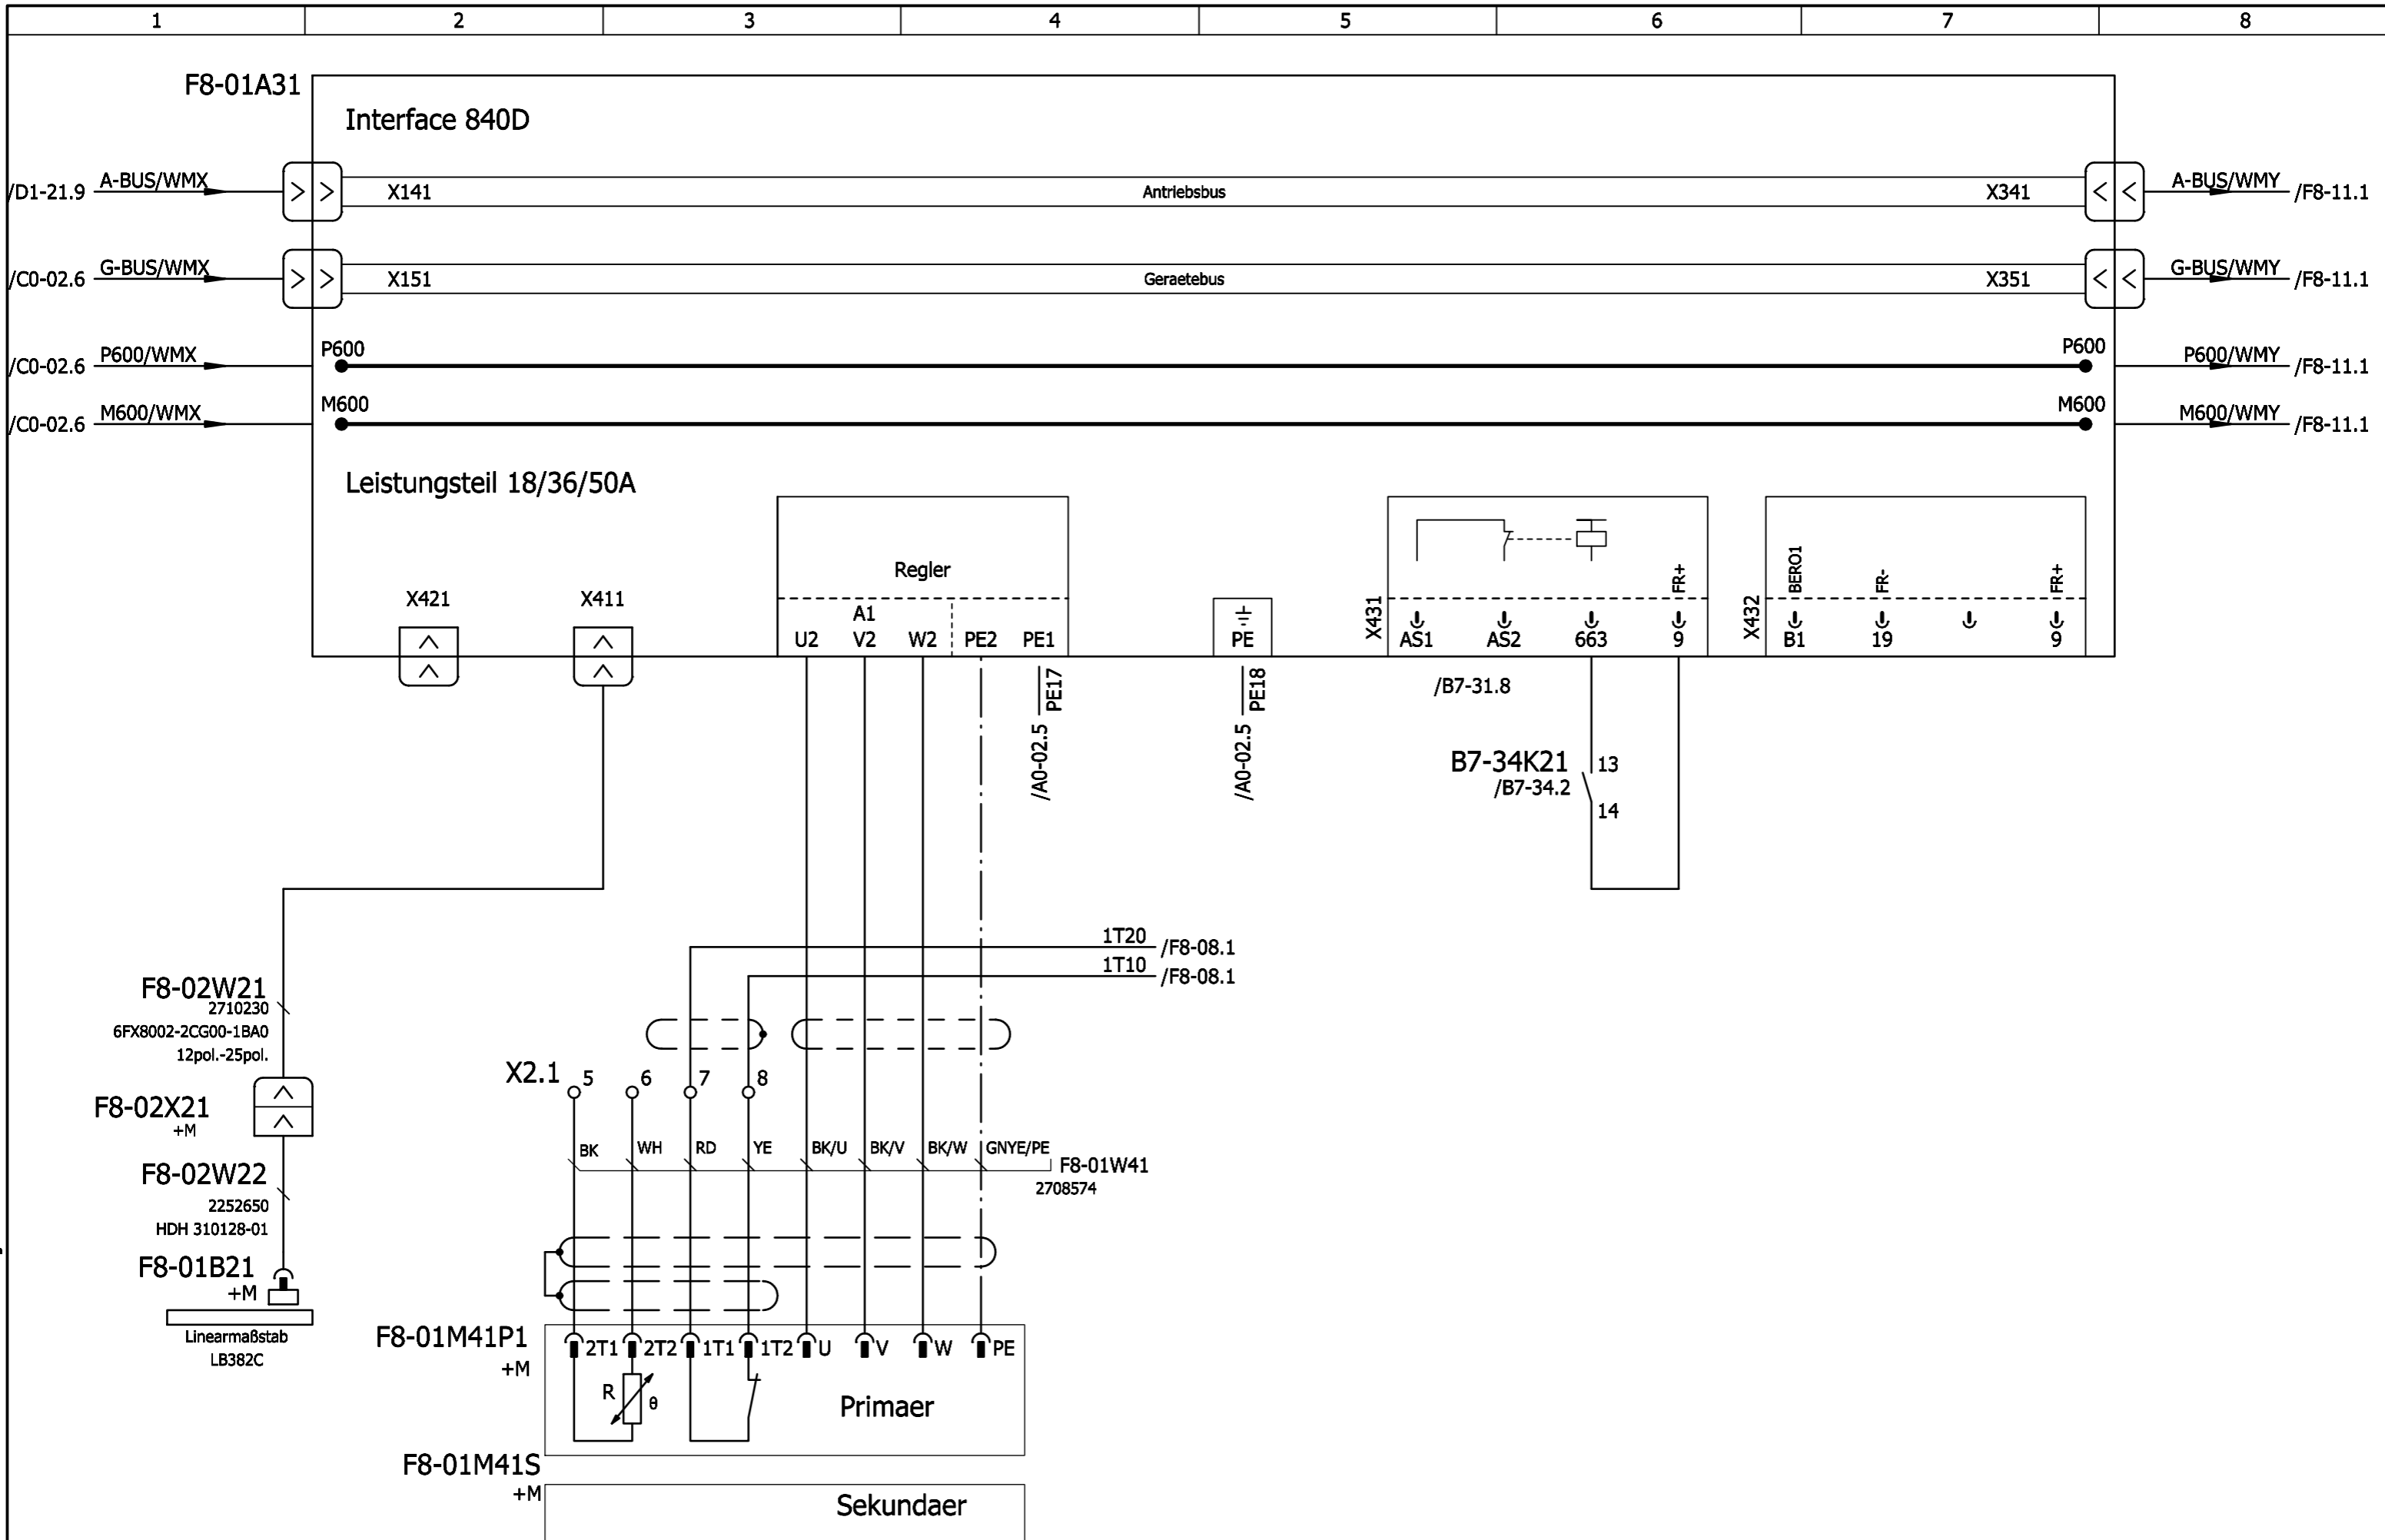 1 2 3 4 5 6 7 8
F8-01A31
Interface 840D
/D1-21.9 A-BUS/WMX X141 Antriebsbus X341 A-BUS/WMY /F8-11.1
/C0-02.6 G-BUS/WMX X151 Geraetebus X351 G-BUS/WMY /F8-11.1
/C0-02.6 P600/WMX P600 P600 P600/WMY /F8-11.1
/C0-02.6 M600/WMX M600 M600 M600/WMY /F8-11.1
Leistungsteil 18/36/50A
Regler
BERO1
FR+ FR- FR+
X421 X411
A1
U2 V2 W2 PE2 PE1 PE
X431
AS1 AS2 663 9
X432
B1 19 9
PE17
/A0-02.5
PE18
/A0-02.5
/B7-31.8
B7-34K21 13
/B7-34.2
14
1T20 /F8-08.1
1T10 /F8-08.1
F8-02W21
2710230
6FX8002-2CG00-1BA0
12pol.-25pol.
X2.1 5 6 7 8
F8-02X21
+M
BK WH RD YE BK/U BK/V BK/W GNYE/PE
F8-01W41
2708574
F8-02W22
2252650
HDH 310128-01
F8-01B21
+M
Linearmaßstab
LB382C
F8-01M41P1
+M
2T1 2T2 1T1 1T2 U V W PE
R θ
Primaer
F8-01M41S
+M
Sekundaer